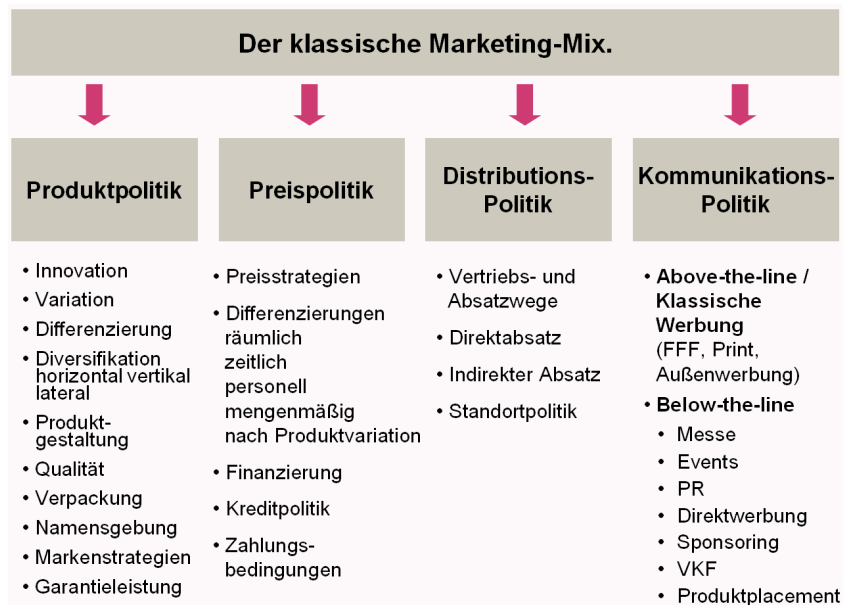 Der klassische Marketing-Mix.
Produktpolitik
• Innovation
• Variation
• Differenzierung
• Diversifikation
horizontal vertikal
lateral
• Produkt-
gestaltung
• Qualität
• Verpackung
• Namensgebung
• Markenstrategien
• Garantieleistung
Preispolitik
• Preisstrategien
• Differenzierungen
räumlich
zeitlich
personell
mengenmäßig
nach Produktvariation
• Finanzierung
• Kreditpolitik
• Zahlungs-
bedingungen
Distributions-
Politik
• Vertriebs- und
Absatzwege
• Direktabsatz
• Indirekter Absatz
• Standortpolitik
Kommunikations-
Politik
• Above-the-line /
Klassische
Werbung
(FFF, Print,
Außenwerbung)
• Below-the-line
• Messe
• Events
• PR
• Direktwerbung
• Sponsoring
• VKF
• Produktplacement